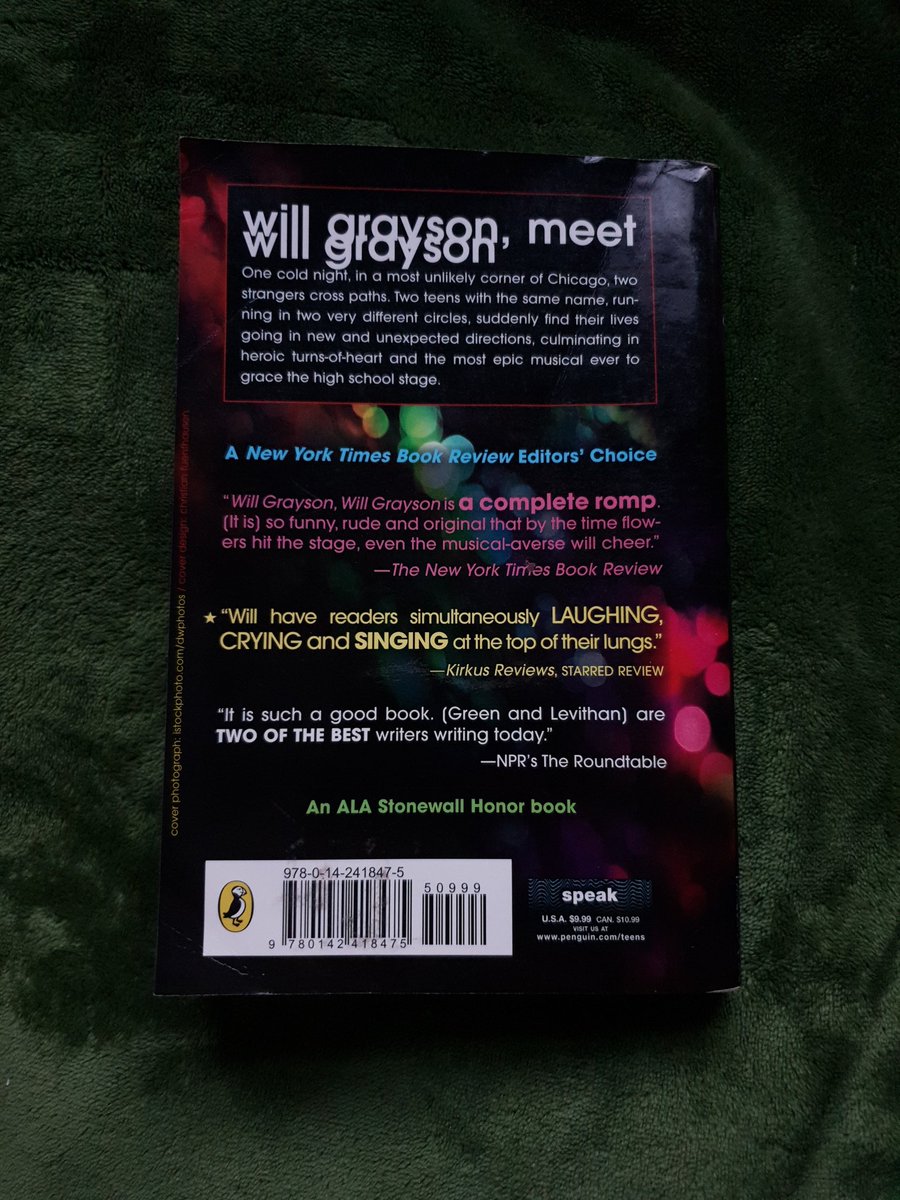 will grayson, meet
will grayson
One cold night, in a most unlikely corner of Chicago, two
strangers cross paths. Two teens with the same name, run-
ning in two very different circles, suddenly find their lives
going in new and unexpected directions, culminating in
heroic turns-of-heart and the most epic musical ever to
grace the high school stage.
A New York Times Book Review Editors' Choice
"Will Grayson, Will Grayson is a complete romp.
(It is) so funny, rude and original that by the time flow-
ers hit the stage, even the musical-averse will cheer."
—The New York Times Book Review
★ "Will have readers simultaneously LAUGHING,
CRYING and SINGING at the top of their lungs."
—Kirkus Reviews, STARRED REVIEW
"It is such a good book. (Green and Levithan) are
TWO OF THE BEST writers writing today."
—NPR's The Roundtable
An ALA Stonewall Honor book
cover photograph: istockphoto.com/dwphotos / cover design: christian fuenfhausen
978-0-14-241847-5
50999
9 780142 418475
speak
U.S.A. $9.99 CAN. $10.99
VISIT US AT
www.penguin.com/teens